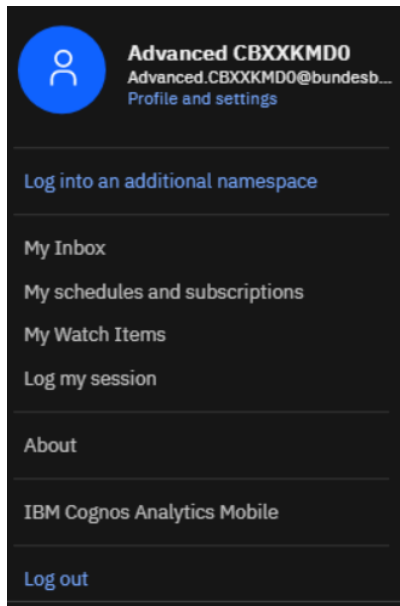 Advanced CBXXKMD0
Advanced.CBXXKMD0@bundesb...
Profile and settings
Log into an additional namespace
My Inbox
My schedules and subscriptions
My Watch Items
Log my session
About
IBM Cognos Analytics Mobile
Log out